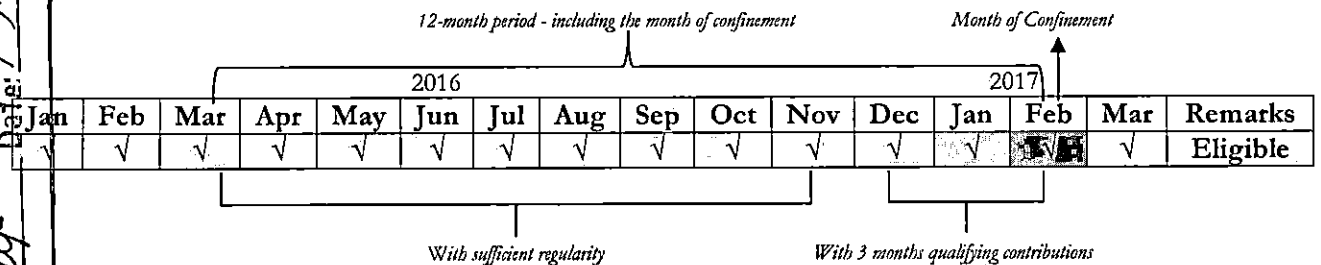 12-month period - including the month of confinement Month of Confinement
2016 2017
Date:
Jan Feb Mar Apr May Jun Jul Aug Sep Oct Nov Dec Jan Feb Mar Remarks
√ √ √ √ √ √ √ √ √ √ √ √ √ √ √ Eligible
With sufficient regularity With 3 months qualifying contributions